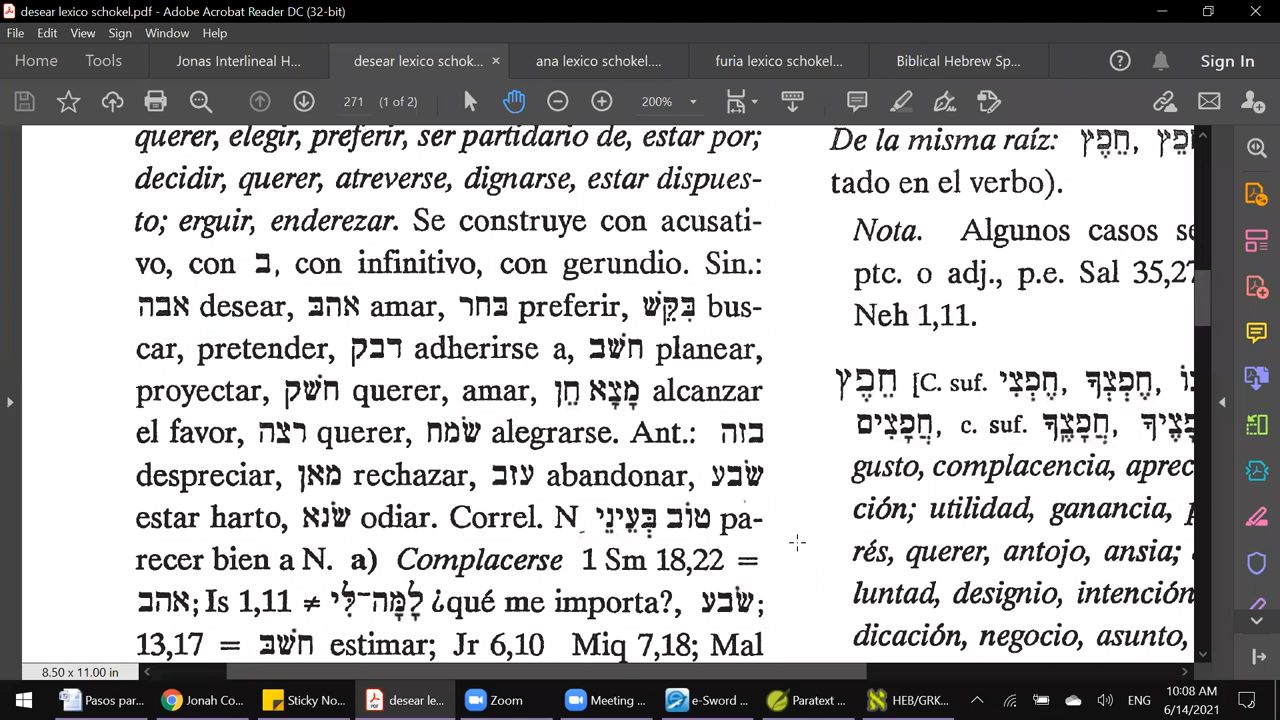 desear lexico schokel.pdf - Adobe Acrobat Reader DC (32-bit)
File Edit View Sign Window Help
Home Tools Jonas Interlineal H... desear lexico schok... ana lexico schokel.... furia lexico schokel... Biblical Hebrew Sp... Sign In
271 (1 of 2) 200%
querer, elegir, preferir, ser partidario de, estar por;
decidir, querer, atreverse, dignarse, estar dispues-
to; erguir, enderezar. Se construye con acusati-
vo, con ב, con infinitivo, con gerundio. Sin.:
אבה desear, אהב amar, בחר preferir, בִּקֵּשׁ bus-
car, pretender, דבק adherirse a, חשׁב planear,
proyectar, חשׁק querer, amar, מָצָא חֵן alcanzar
el favor, רצה querer, שׂמח alegrarse. Ant.: בזה
despreciar, מאן rechazar, עזב abandonar, שׂבע
estar harto, שׂנא odiar. Correl. N טוֹב בְּעֵינֵי pa-
recer bien a N. a) Complacerse 1 Sm 18,22 =
אהב; Is 1,11 ≠ לָמָּה־לִּי ¿qué me importa?, שׂבע;
13,17 = חשׁב estimar; Jr 6,10 Miq 7,18; Mal
De la misma raíz: חֵפֶץ,
tado en el verbo).
Nota. Algunos casos se
ptc. o adj., p.e. Sal 35,27
Neh 1,11.
חֵפֶץ [C. suf. חֶפְצִי, חֶפְצְךָ,
חֲפָצִים, c. suf.
gusto, complacencia, aprec
ción; utilidad, ganancia,
rés, querer, antojo, ansia;
luntad, designio, intención
dicación, negocio, asunto,
8.50 x 11.00 in
Pasos par... Jonah Co... Sticky No... desear le... Zoom Meeting ... e-Sword ... Paratext ... HEB/GRK... ENG 10:08 AM
6/14/2021